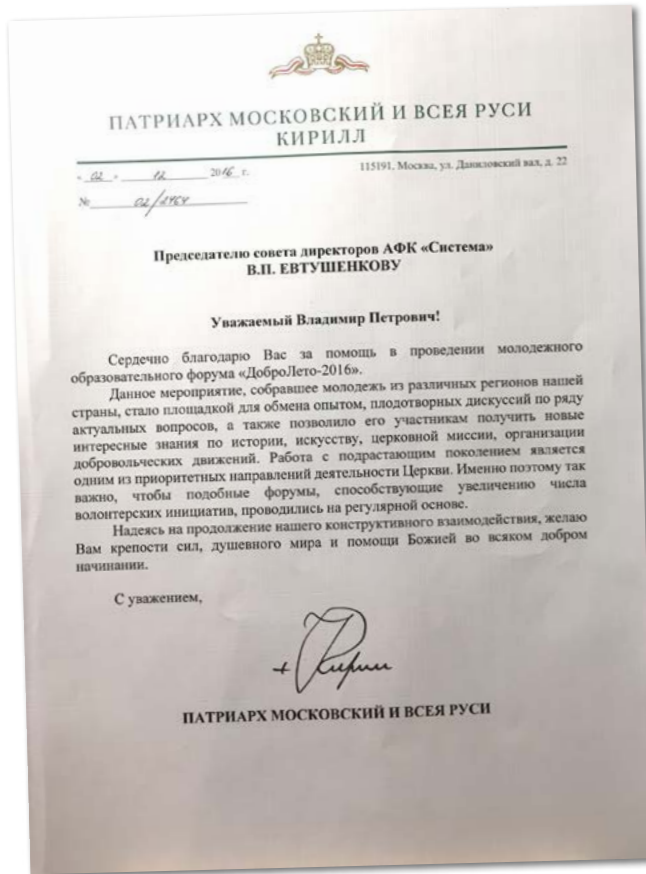 ПАТРИАРХ МОСКОВСКИЙ И ВСЕЯ РУСИ
КИРИЛЛ
« 02 » 12 2016 г.
115191, Москва, ул. Даниловский вал, д. 22
№ 02/2464
Председателю совета директоров АФК «Система»
В.П. ЕВТУШЕНКОВУ
Уважаемый Владимир Петрович!
Сердечно благодарю Вас за помощь в проведении молодежного
образовательного форума «ДоброЛето-2016».
Данное мероприятие, собравшее молодежь из различных регионов нашей
страны, стало площадкой для обмена опытом, плодотворных дискуссий по ряду
актуальных вопросов, а также позволило его участникам получить новые
интересные знания по истории, искусству, церковной миссии, организации
добровольческих движений. Работа с подрастающим поколением является
одним из приоритетных направлений деятельности Церкви. Именно поэтому так
важно, чтобы подобные форумы, способствующие увеличению числа
волонтерских инициатив, проводились на регулярной основе.
Надеясь на продолжение нашего конструктивного взаимодействия, желаю
Вам крепости сил, душевного мира и помощи Божией во всяком добром
начинании.
С уважением,
+ Кирилл
ПАТРИАРХ МОСКОВСКИЙ И ВСЕЯ РУСИ